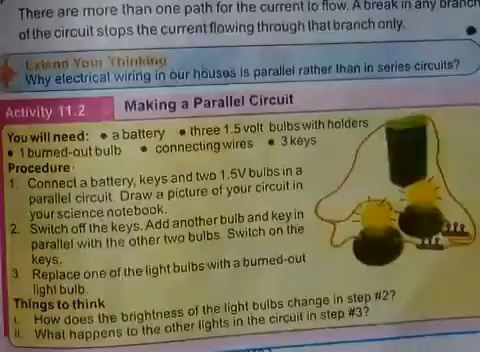 There are more than one path for the current to flow. A break in any branch
of the circuit stops the current flowing through that branch only.
Extend Your Thinking
Why electrical wiring in our houses is parallel rather than in series circuits?
Activity 11.2 Making a Parallel Circuit
You will need: • a battery • three 1.5 volt bulbs with holders
• 1 burned-out bulb • connecting wires • 3 keys
Procedure:
1. Connect a battery, keys and two 1.5V bulbs in a
parallel circuit. Draw a picture of your circuit in
your science notebook.
2. Switch off the keys. Add another bulb and key in
parallel with the other two bulbs. Switch on the
keys.
3. Replace one of the light bulbs with a burned-out
light bulb.
Things to think
i. How does the brightness of the light bulbs change in step #2?
ii. What happens to the other lights in the circuit in step #3?